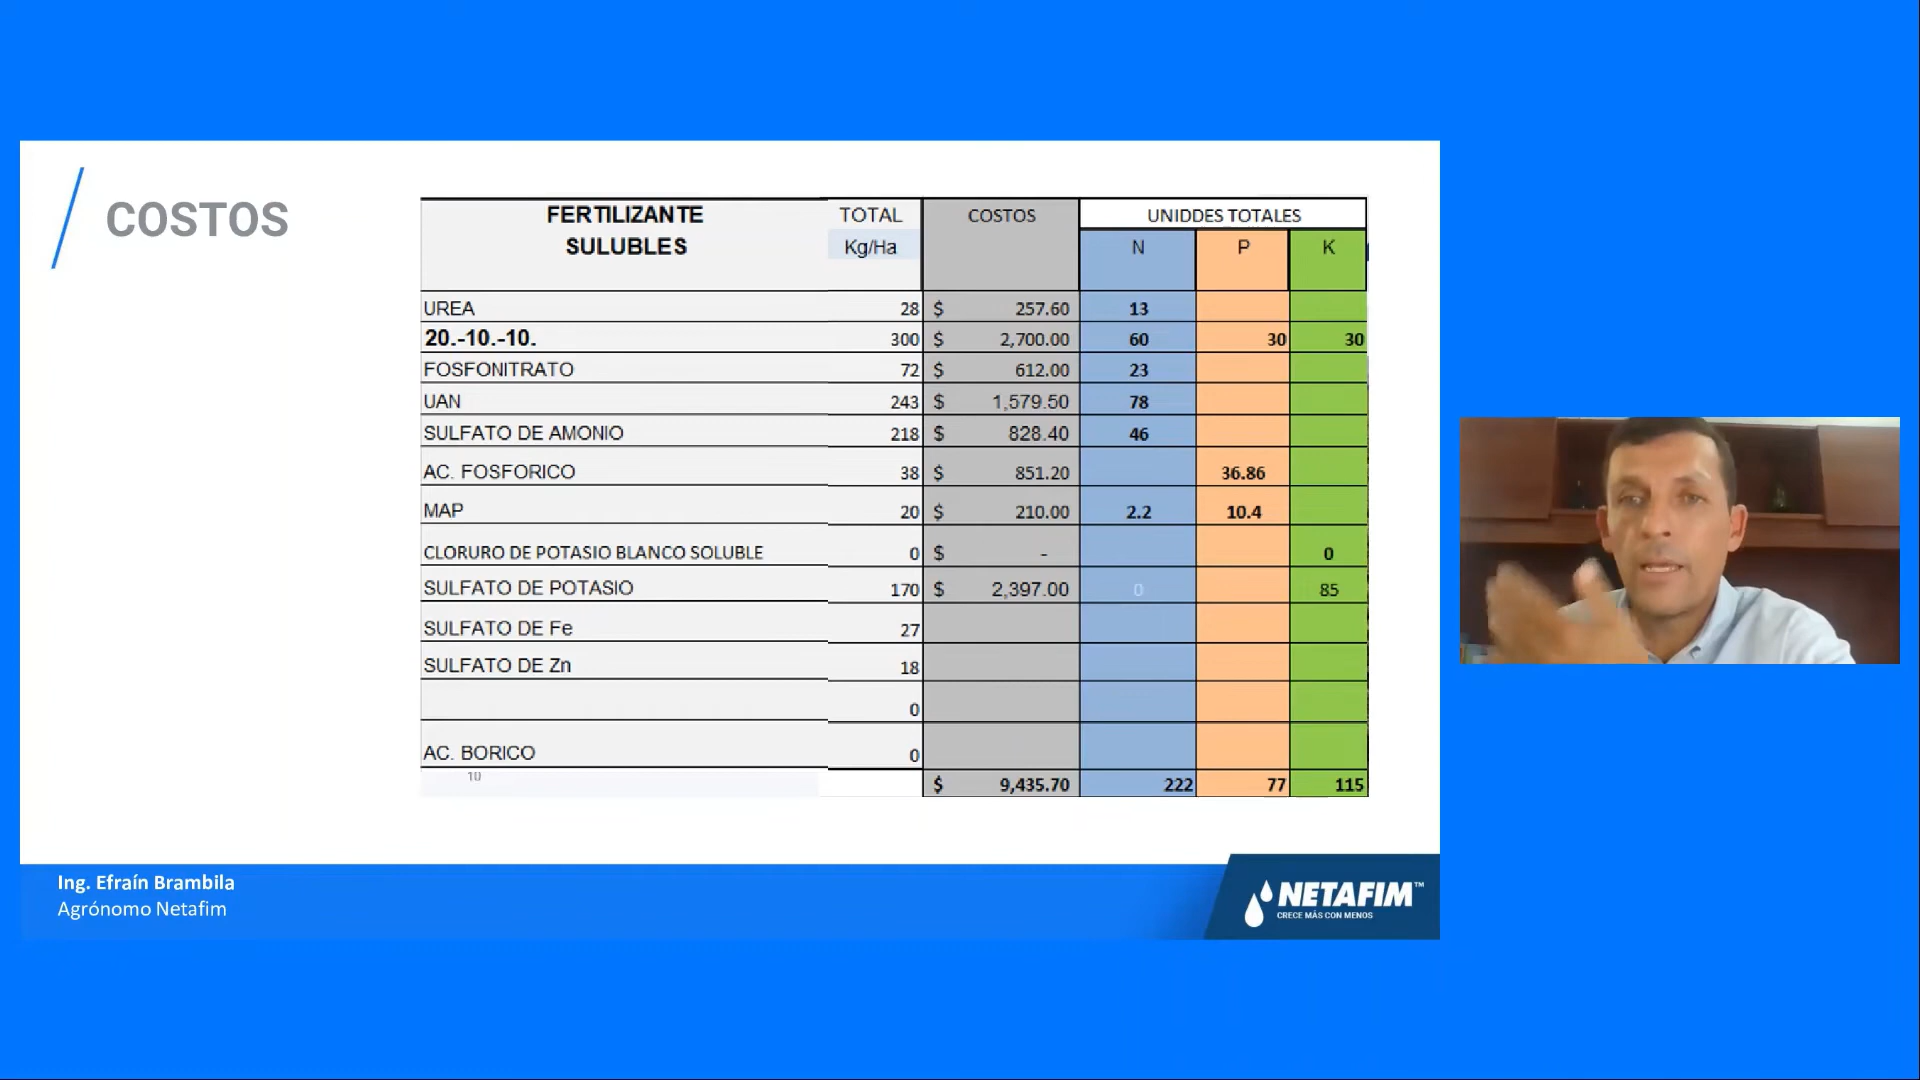 COSTOS
FERTILIZANTE TOTAL COSTOS UNIDDES TOTALES
SULUBLES Kg/Ha N P K
UREA 28 $ 257.60 13
20.-10.-10. 300 $ 2,700.00 60 30 30
FOSFONITRATO 72 $ 612.00 23
UAN 243 $ 1,579.50 78
SULFATO DE AMONIO 218 $ 828.40 46
AC. FOSFORICO 38 $ 851.20 36.86
MAP 20 $ 210.00 2.2 10.4
CLORURO DE POTASIO BLANCO SOLUBLE 0 $ - 0
SULFATO DE POTASIO 170 $ 2,397.00 0 85
SULFATO DE Fe 27
SULFATO DE Zn 18
0
AC. BORICO 0
10
$ 9,435.70 222 77 115
Ing. Efraín Brambila
Agrónomo Netafim
NETAFIM™
CRECE MÁS CON MENOS